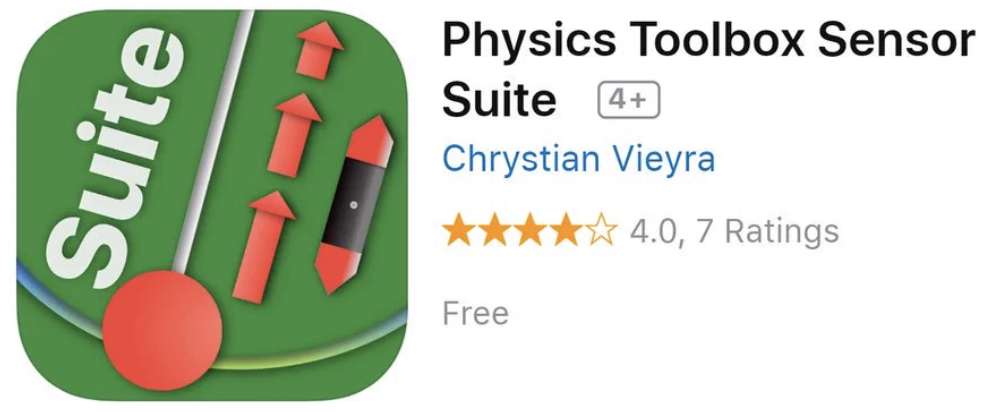 Suite
Physics Toolbox Sensor
Suite 4+
Chrystian Vieyra
4.0, 7 Ratings
Free